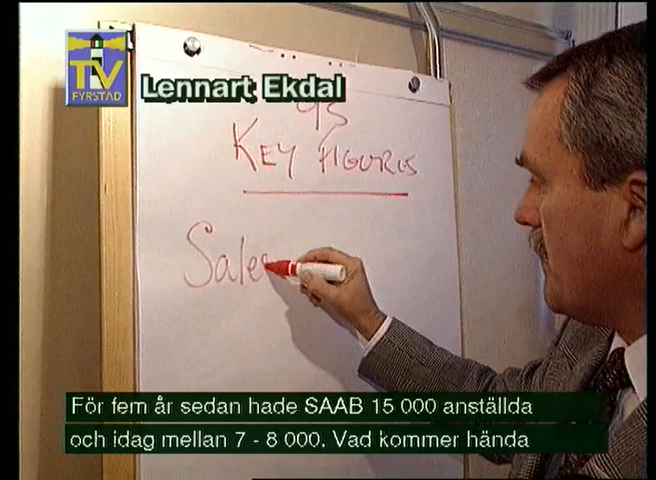 TV
FYRSTAD
Lennart Ekdal
95
KEY FIGURES
Sales
För fem år sedan hade SAAB 15 000 anställda
och idag mellan 7 - 8 000. Vad kommer hända